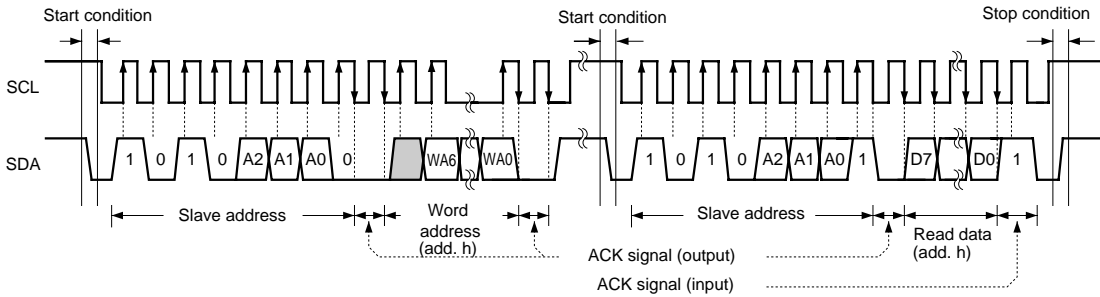 Start condition
Start condition
Stop condition
SCL
SDA
1 0 1 0 A2 A1 A0 0 WA6 WA0 1 0 1 0 A2 A1 A0 1 D7 D0 1
Slave address
Word
address
(add. h)
Slave address
Read data
(add. h)
ACK signal (output)
ACK signal (input)